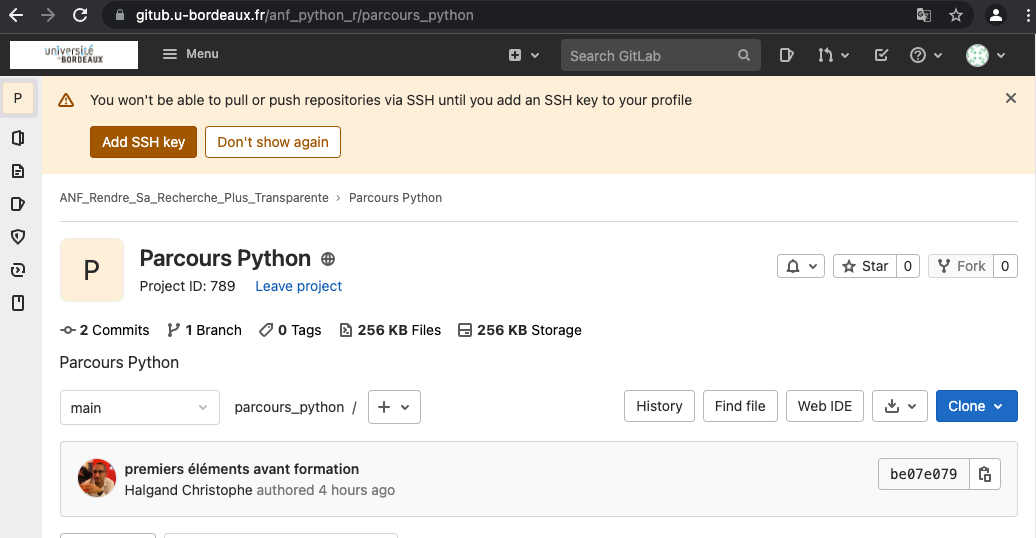 gitub.u-bordeaux.fr/anf_python_r/parcours_python
université
de BORDEAUX
Menu
Search GitLab
P
You won't be able to pull or push repositories via SSH until you add an SSH key to your profile
Add SSH key
Don't show again
ANF_Rendre_Sa_Recherche_Plus_Transparente › Parcours Python
P
Parcours Python
Star 0
Fork 0
Project ID: 789 Leave project
2 Commits 1 Branch 0 Tags 256 KB Files 256 KB Storage
Parcours Python
main parcours_python / + History Find file Web IDE Clone
premiers éléments avant formation
Halgand Christophe authored 4 hours ago
be07e079